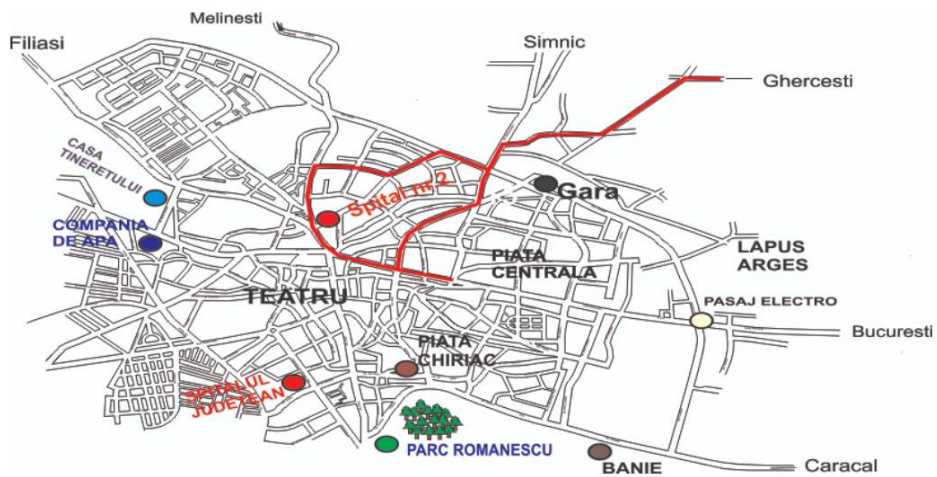 Melinesti
Filiasi
Simnic
Ghercesti
CASA
TINERETULUI
Spital nr.2
Gara
COMPANIA
DE APA
PIATA
CENTRALA
LAPUS
ARGES
TEATRU
PASAJ ELECTRO
Bucuresti
PIATA
CHIRIAC
SPITALUL
JUDETEAN
PARC ROMANESCU
BANIE
Caracal